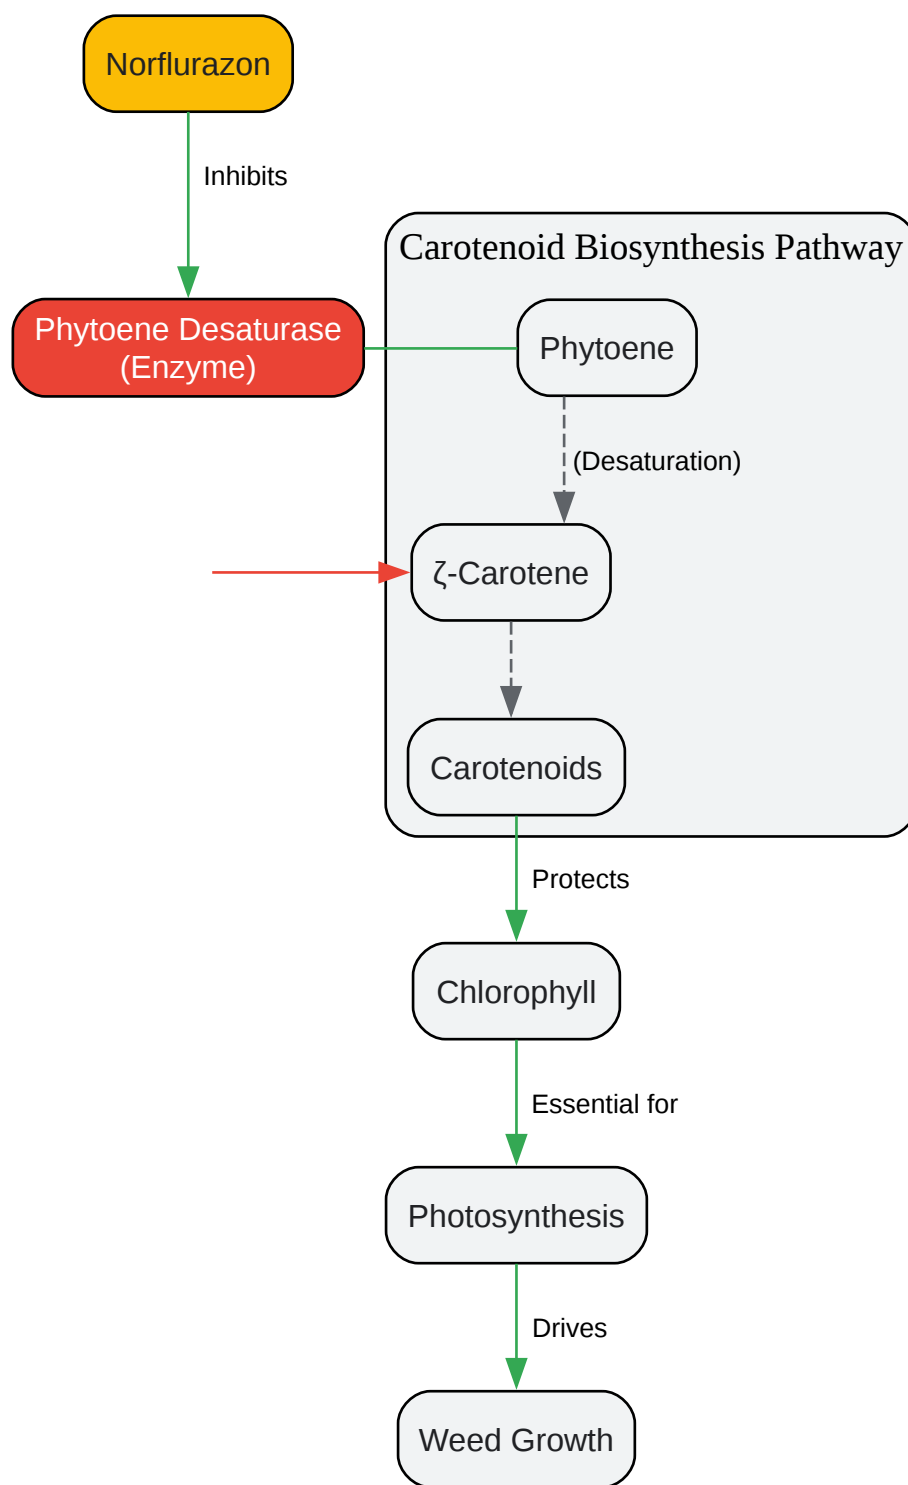 Norflurazon
Inhibits
Carotenoid Biosynthesis Pathway
Phytoene Desaturase
(Enzyme)
Phytoene
(Desaturation)
ζ-Carotene
Carotenoids
Protects
Chlorophyll
Essential for
Photosynthesis
Drives
Weed Growth